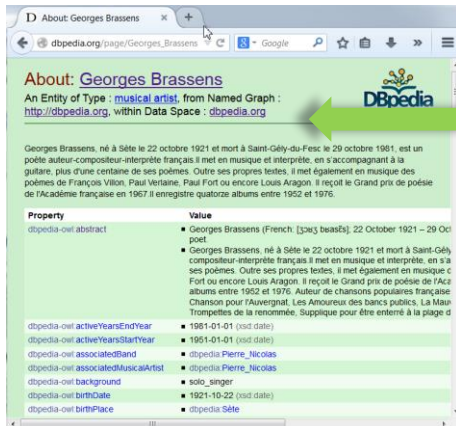 About: Georges Brassens
dbpedia.org/page/Georges_Brassens
Google
About: Georges Brassens
An Entity of Type : musical artist, from Named Graph :
http://dbpedia.org, within Data Space : dbpedia.org
DBpedia
Georges Brassens, né à Sète le 22 octobre 1921 et mort à Saint-Gély-du-Fesc le 29 octobre 1981, est un
poète auteur-compositeur-interprète français.Il met en musique et interprète, en s'accompagnant à la
guitare, plus d'une centaine de ses poèmes. Outre ses propres textes, il met également en musique des
poèmes de François Villon, Paul Verlaine, Paul Fort ou encore Louis Aragon. Il reçoit le Grand prix de poésie
de l'Académie française en 1967.Il enregistre quatorze albums entre 1952 et 1976.
Property Value
dbpedia-owl:abstract
Georges Brassens (French: [ʒɔʁʒ bʁasɛ̃s]; 22 October 1921 – 29 Oct
poet.
Georges Brassens, né à Sète le 22 octobre 1921 et mort à Saint-Gély
compositeur-interprète français.Il met en musique et interprète, en s'a
ses poèmes. Outre ses propres textes, il met également en musique d
Fort ou encore Louis Aragon. Il reçoit le Grand prix de poésie de l'Aca
albums entre 1952 et 1976. Auteur de chansons populaires française
Chanson pour l'Auvergnat, Les Amoureux des bancs publics, La Mau
Trompettes de la renommée, Supplique pour être enterré à la plage d
dbpedia-owl:activeYearsEndYear 1981-01-01 (xsd:date)
dbpedia-owl:activeYearsStartYear 1951-01-01 (xsd:date)
dbpedia-owl:associatedBand dbpedia:Pierre_Nicolas
dbpedia-owl:associatedMusicalArtist dbpedia:Pierre_Nicolas
dbpedia-owl:background solo_singer
dbpedia-owl:birthDate 1921-10-22 (xsd:date)
dbpedia-owl:birthPlace dbpedia:Sète